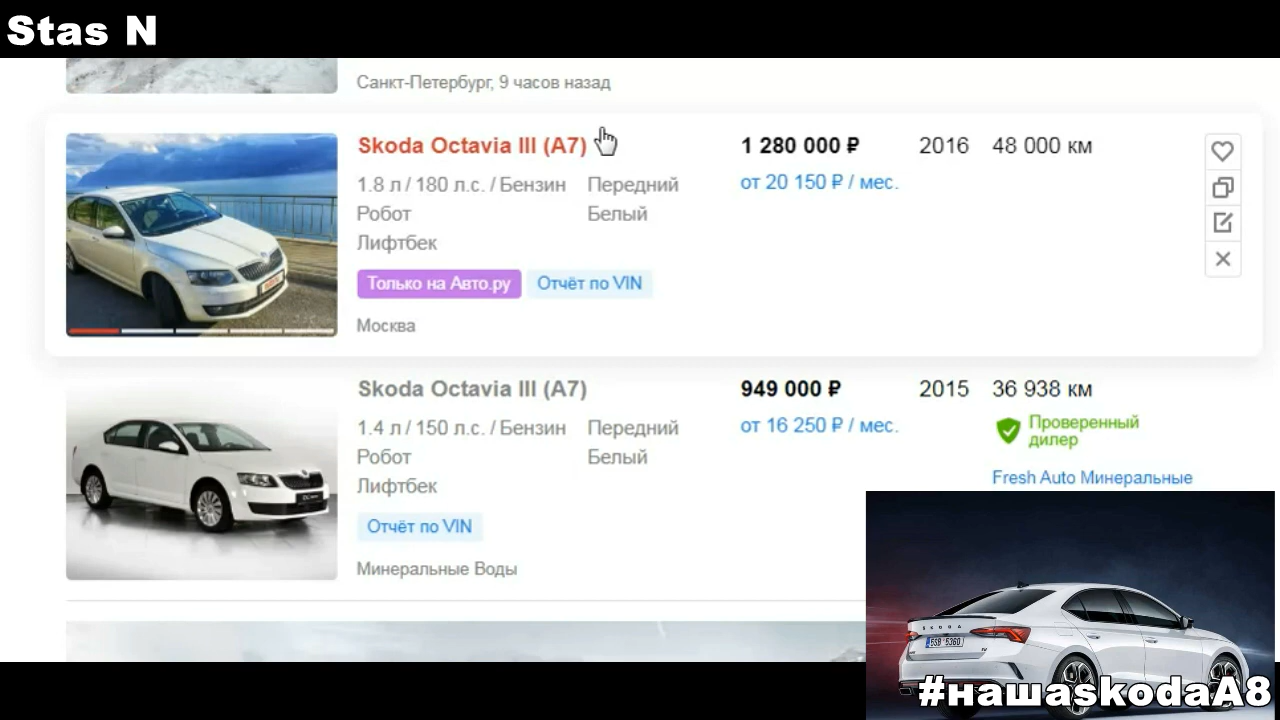 Stas N
Санкт-Петербург, 9 часов назад
Skoda Octavia III (A7)
1 280 000 ₽
2016
48 000 км
1.8 л / 180 л.с. / Бензин
Передний
от 20 150 ₽ / мес.
Робот
Белый
Лифтбек
Только на Авто.ру
Отчёт по VIN
Москва
Skoda Octavia III (A7)
949 000 ₽
2015
36 938 км
1.4 л / 150 л.с. / Бензин
Передний
от 16 250 ₽ / мес.
Проверенный
дилер
Робот
Белый
Лифтбек
Fresh Auto Минеральные
Отчёт по VIN
Минеральные Воды
SKODA
5SB 5360
#нашаskodaA8